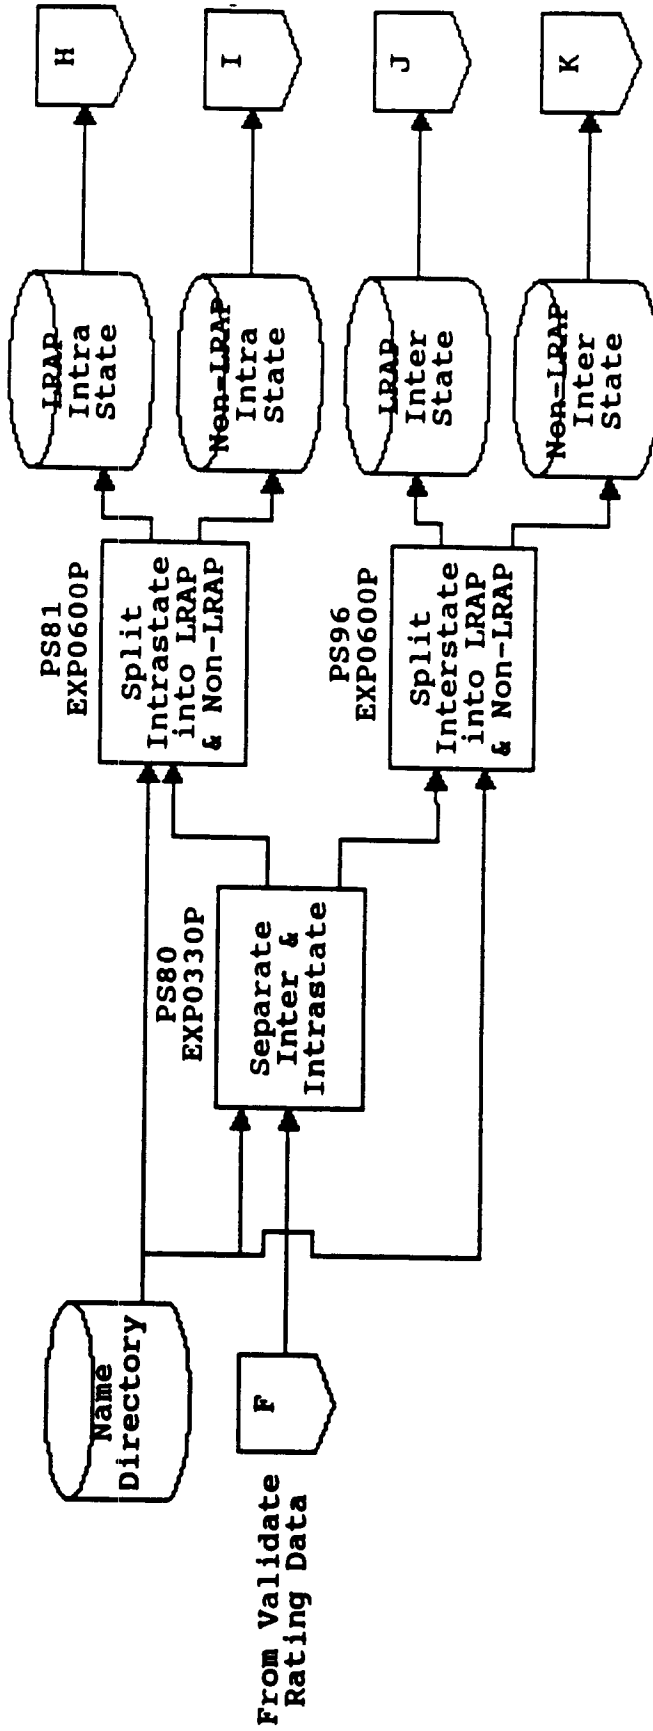 Name
Directory
From Validate
Rating Data
F
PS80
EXP0330P
Separate
Inter &
Intrastate
PS81
EXP0600P
Split
Intrastate
into LRAP
& Non-LRAP
PS96
EXP0600P
Split
Interstate
into LRAP
& Non-LRAP
LRAP
Intra
State
Non-LRAP
Intra
State
LRAP
Inter
State
Non-LRAP
Inter
State
H
I
J
K